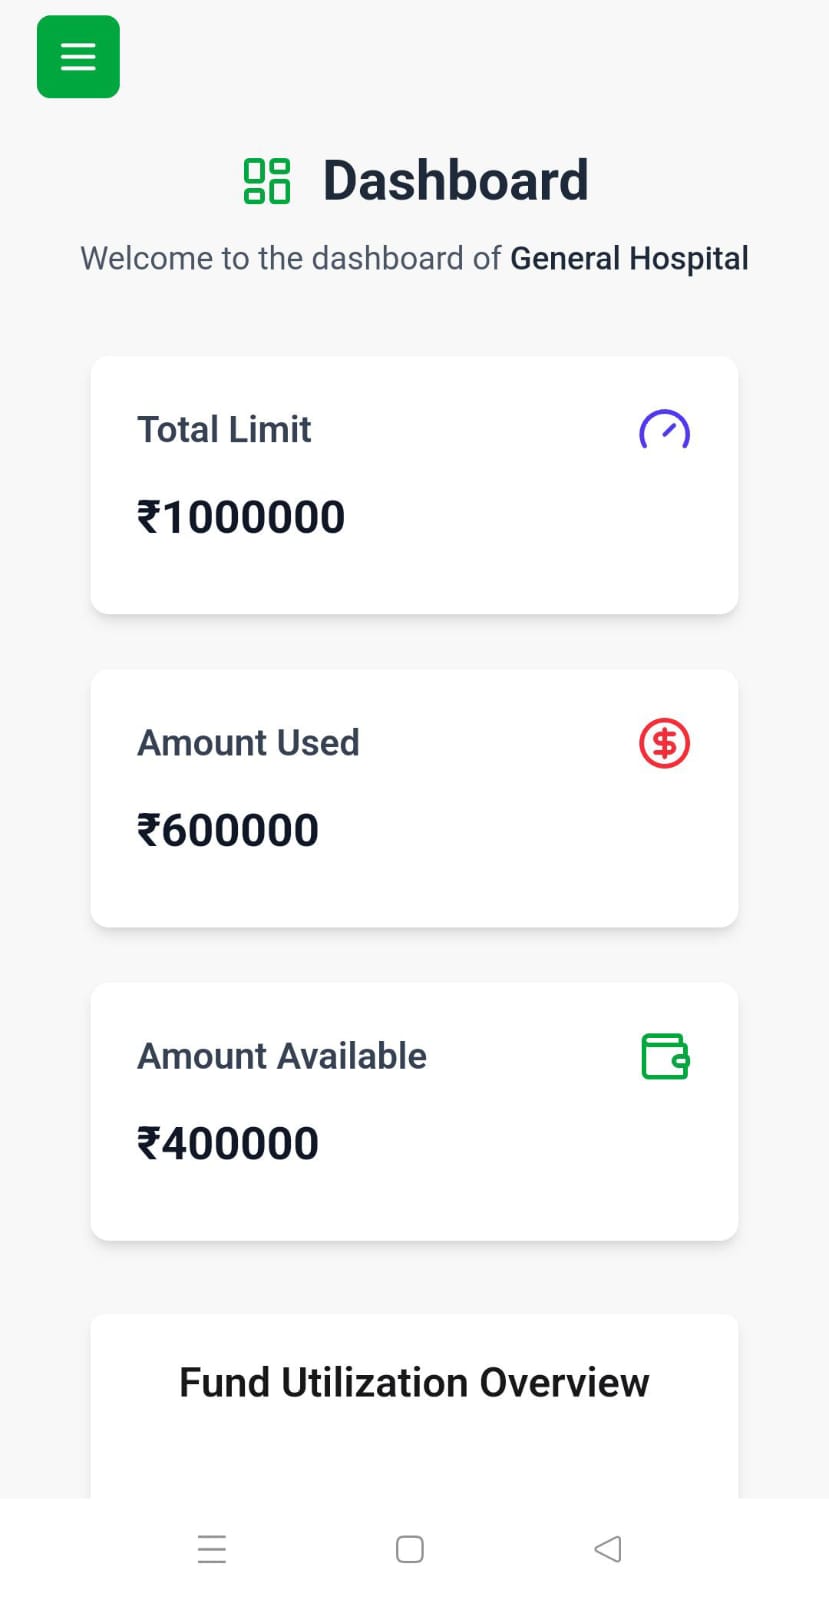 Dashboard
Welcome to the dashboard of General Hospital
Total Limit
₹1000000
Amount Used
₹600000
Amount Available
₹400000
Fund Utilization Overview